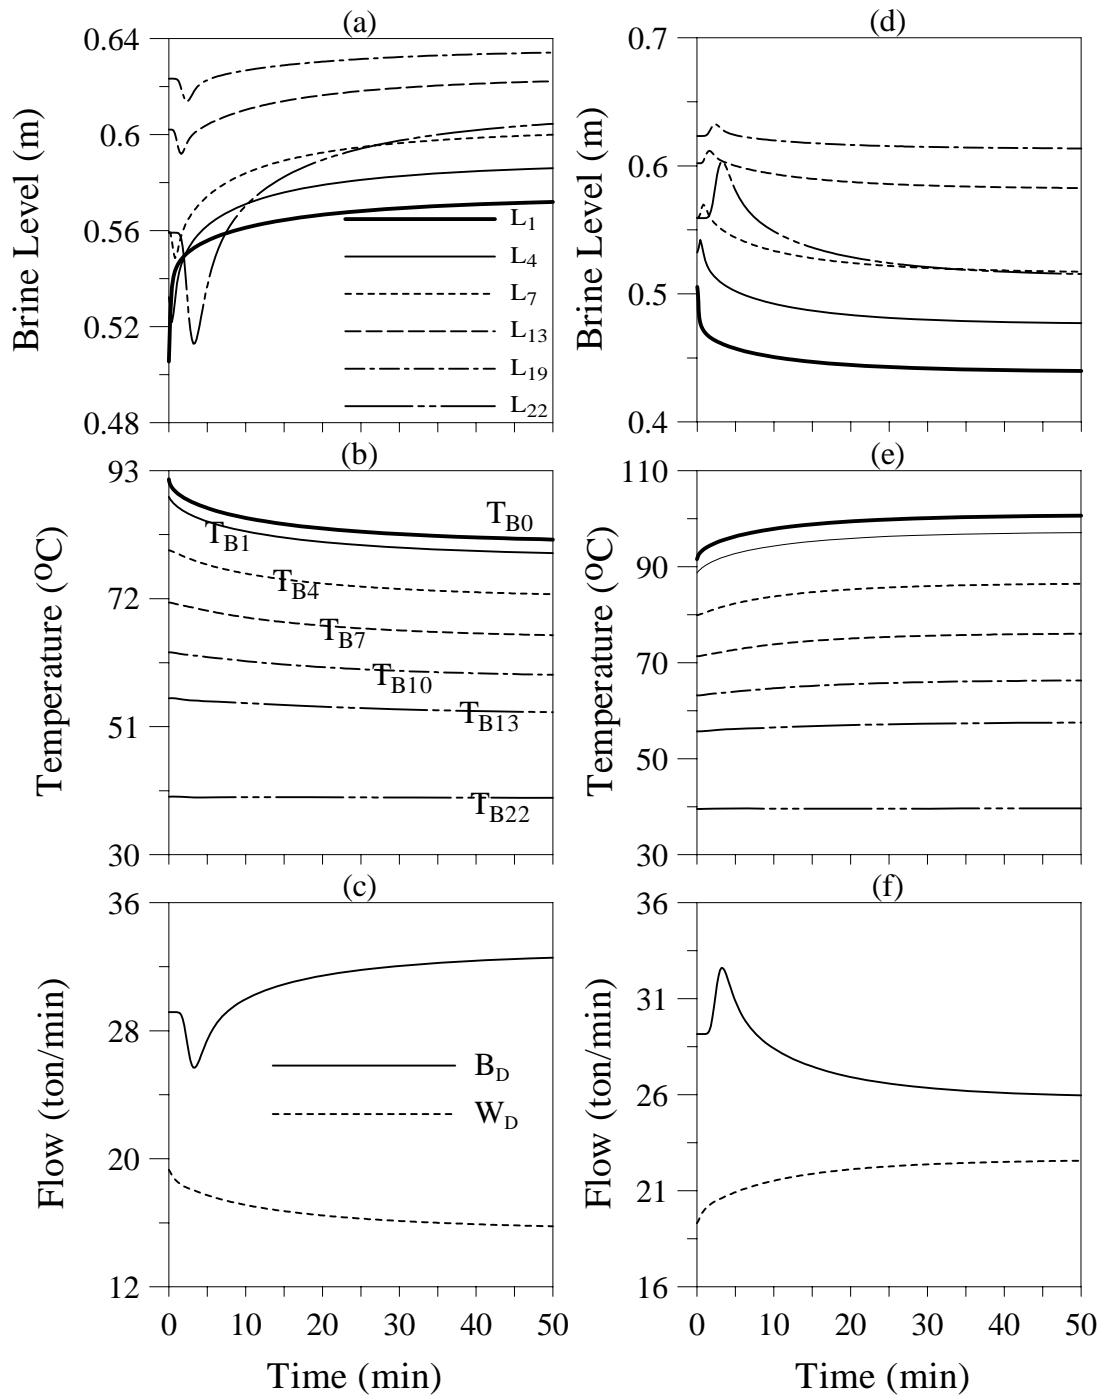 (a)
Brine Level (m)
0.64
0.6
0.56
0.52
0.48
L1
L4
L7
L13
L19
L22
(d)
Brine Level (m)
0.7
0.6
0.5
0.4
(b)
Temperature (oC)
93
72
51
30
TB0
TB1
TB4
TB7
TB10
TB13
TB22
(e)
Temperature (oC)
110
90
70
50
30
(c)
Flow (ton/min)
36
28
20
12
BD
WD
0 10 20 30 40 50
Time (min)
(f)
Flow (ton/min)
36
31
26
21
16
0 10 20 30 40 50
Time (min)